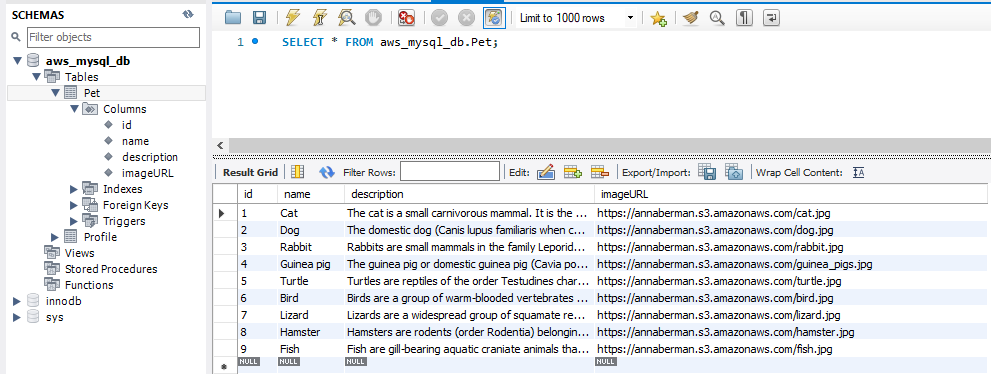 SCHEMAS
Filter objects
aws_mysql_db
Tables
Pet
Columns
id
name
description
imageURL
Indexes
Foreign Keys
Triggers
Profile
Views
Stored Procedures
Functions
innodb
sys
Limit to 1000 rows
1 SELECT * FROM aws_mysql_db.Pet;
Result Grid Filter Rows: Edit: Export/Import: Wrap Cell Content:
id name description imageURL
1 Cat The cat is a small carnivorous mammal. It is the ... https://annaberman.s3.amazonaws.com/cat.jpg
2 Dog The domestic dog (Canis lupus familiaris when c... https://annaberman.s3.amazonaws.com/dog.jpg
3 Rabbit Rabbits are small mammals in the family Leporid... https://annaberman.s3.amazonaws.com/rabbit.jpg
4 Guinea pig The guinea pig or domestic guinea pig (Cavia po... https://annaberman.s3.amazonaws.com/guinea_pigs.jpg
5 Turtle Turtles are reptiles of the order Testudines char... https://annaberman.s3.amazonaws.com/turtle.jpg
6 Bird Birds are a group of warm-blooded vertebrates ... https://annaberman.s3.amazonaws.com/bird.jpg
7 Lizard Lizards are a widespread group of squamate re... https://annaberman.s3.amazonaws.com/lizard.jpg
8 Hamster Hamsters are rodents (order Rodentia) belongin... https://annaberman.s3.amazonaws.com/hamster.jpg
9 Fish Fish are gill-bearing aquatic craniate animals tha... https://annaberman.s3.amazonaws.com/fish.jpg
NULL NULL NULL NULL